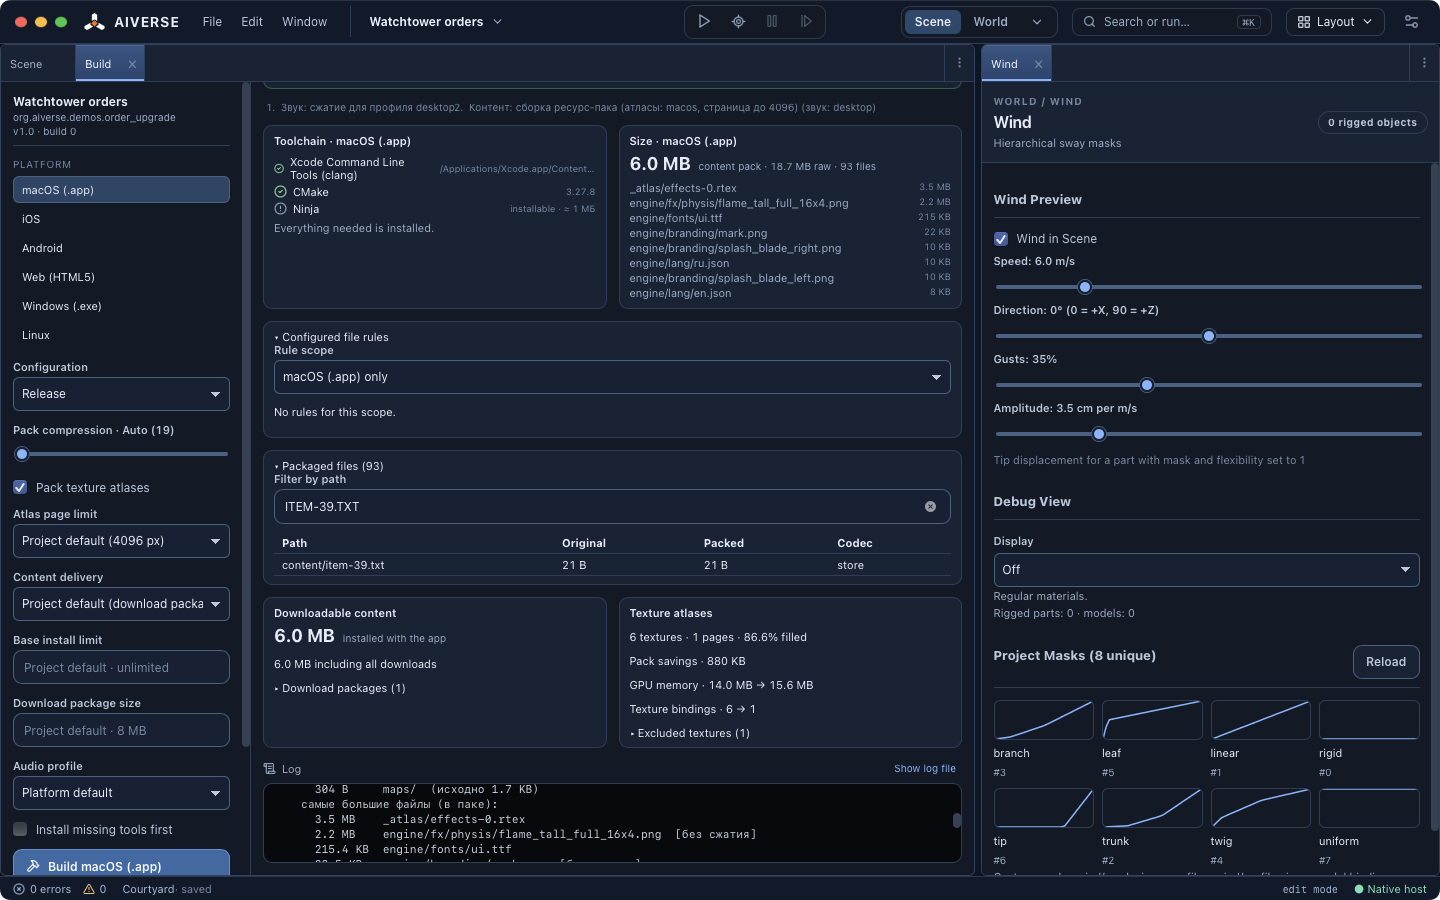 AIVERSE
File
Edit
Window
Watchtower orders
Scene
World
Search or run...
⌘K
Layout
Scene
Build
Wind
Watchtower orders
org.aiverse.demos.order_upgrade
v1.0 · build 0
PLATFORM
macOS (.app)
iOS
Android
Web (HTML5)
Windows (.exe)
Linux
Configuration
Release
Pack compression · Auto (19)
Pack texture atlases
Atlas page limit
Project default (4096 px)
Content delivery
Project default (download packa
Base install limit
Project default · unlimited
Download package size
Project default · 8 MB
Audio profile
Platform default
Install missing tools first
Build macOS (.app)
1. Звук: сжатие для профиля desktop2. Контент: сборка ресурс-пака (атласы: macos, страница до 4096) (звук: desktop)
Toolchain · macOS (.app)
Xcode Command Line
Tools (clang)
/Applications/Xcode.app/Content...
CMake
3.27.8
Ninja
installable · ≈ 1 МБ
Everything needed is installed.
Size · macOS (.app)
6.0 MB content pack · 18.7 MB raw · 93 files
_atlas/effects-0.rtex 3.5 MB
engine/fx/physis/flame_tall_full_16x4.png 2.2 MB
engine/fonts/ui.ttf 215 KB
engine/branding/mark.png 22 KB
engine/branding/splash_blade_right.png 10 KB
engine/lang/ru.json 10 KB
engine/branding/splash_blade_left.png 10 KB
engine/lang/en.json 8 KB
Configured file rules
Rule scope
macOS (.app) only
No rules for this scope.
Packaged files (93)
Filter by path
ITEM-39.TXT
Path Original Packed Codec
content/item-39.txt 21 B 21 B store
Downloadable content
6.0 MB installed with the app
6.0 MB including all downloads
Download packages (1)
Texture atlases
6 textures · 1 pages · 86.6% filled
Pack savings · 880 KB
GPU memory · 14.0 MB → 15.6 MB
Texture bindings · 6 → 1
Excluded textures (1)
Log
Show log file
304 B maps/ (исходно 1.7 KB)
самые большие файлы (в паке):
3.5 MB _atlas/effects-0.rtex
2.2 MB engine/fx/physis/flame_tall_full_16x4.png [без сжатия]
215.4 KB engine/fonts/ui.ttf
WORLD / WIND
Wind
0 rigged objects
Hierarchical sway masks
Wind Preview
Wind in Scene
Speed: 6.0 m/s
Direction: 0° (0 = +X, 90 = +Z)
Gusts: 35%
Amplitude: 3.5 cm per m/s
Tip displacement for a part with mask and flexibility set to 1
Debug View
Display
Off
Regular materials.
Rigged parts: 0 · models: 0
Project Masks (8 unique)
Reload
branch leaf linear rigid
#3 #5 #1 #0
tip trunk twig uniform
#6 #2 #4 #7
0 errors
0
Courtyard · saved
edit mode
Native host